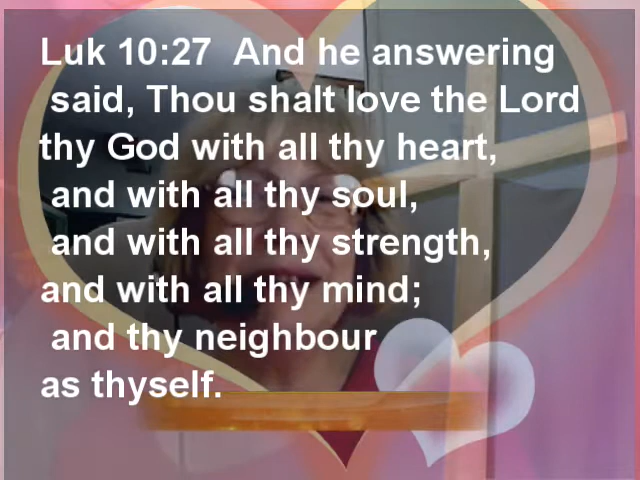 Luk 10:27  And he answering
said, Thou shalt love the Lord
thy God with all thy heart,
and with all thy soul,
and with all thy strength,
and with all thy mind;
and thy neighbour
as thyself.